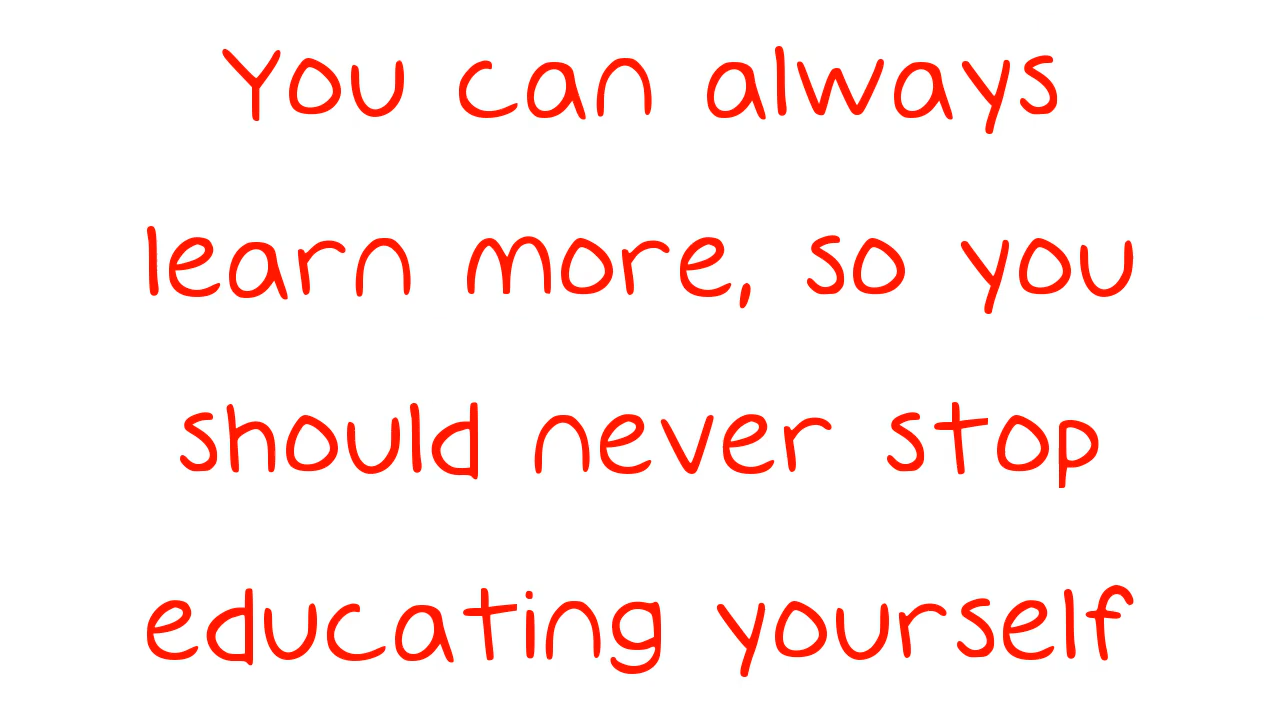 You can always
learn more, so you
should never stop
educating yourself